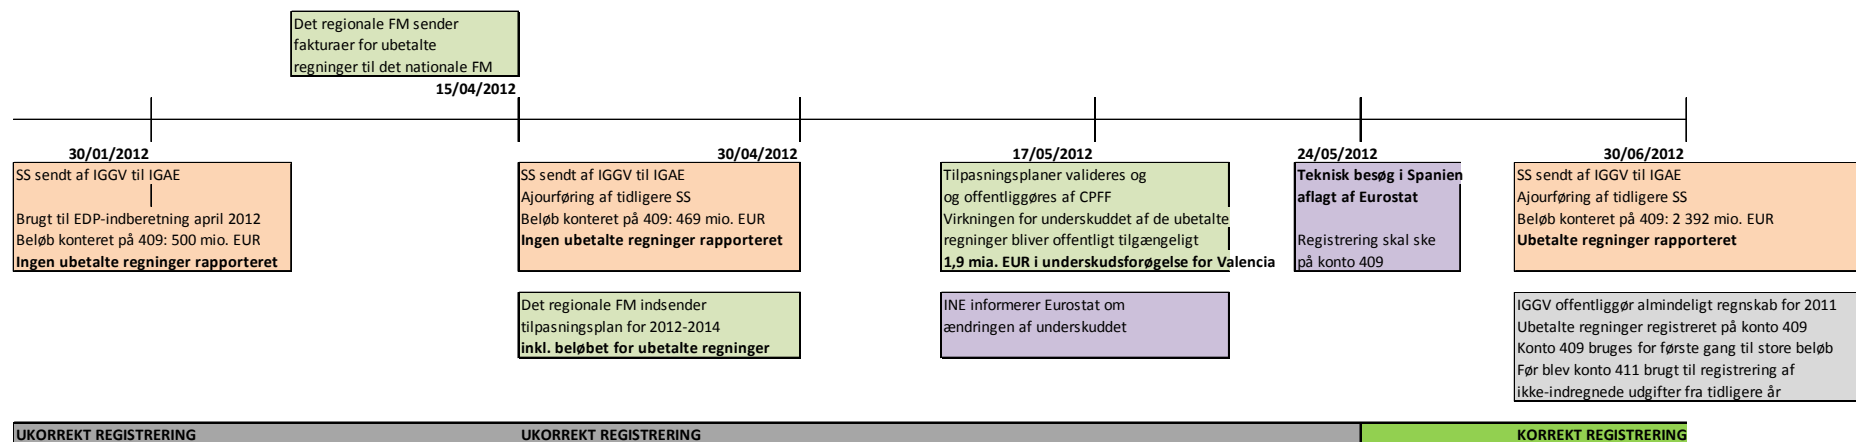 Det regionale FM sender
fakturaer for ubetalte
regninger til det nationale FM
15/04/2012
30/01/2012
30/04/2012
17/05/2012
24/05/2012
30/06/2012
SS sendt af IGGV til IGAE
Brugt til EDP-indberetning april 2012
Beløb konteret på 409: 500 mio. EUR
Ingen ubetalte regninger rapporteret
SS sendt af IGGV til IGAE
Ajourføring af tidligere SS
Beløb konteret på 409: 469 mio. EUR
Ingen ubetalte regninger rapporteret
Tilpasningsplaner valideres og
og offentliggøres af CPFF
Virkningen for underskuddet af de ubetalte
regninger bliver offentligt tilgængeligt
1,9 mia. EUR i underskudsforøgelse for Valencia
Teknisk besøg i Spanien
aflagt af Eurostat
Registrering skal ske
på konto 409
SS sendt af IGGV til IGAE
Ajourføring af tidligere SS
Beløb konteret på 409: 2 392 mio. EUR
Ubetalte regninger rapporteret
Det regionale FM indsender
tilpasningsplan for 2012-2014
inkl. beløbet for ubetalte regninger
INE informerer Eurostat om
ændringen af underskuddet
IGGV offentliggør almindeligt regnskab for 2011
Ubetalte regninger registreret på konto 409
Konto 409 bruges for første gang til store beløb
Før blev konto 411 brugt til registrering af
ikke-indregnede udgifter fra tidligere år
UKORREKT REGISTRERING
UKORREKT REGISTRERING
KORREKT REGISTRERING